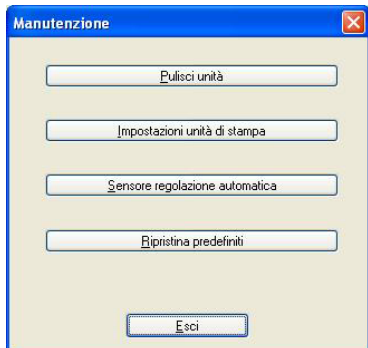 Manutenzione
Pulisci unità
Impostazioni unità di stampa
Sensore regolazione automatica
Ripristina predefiniti
Esci